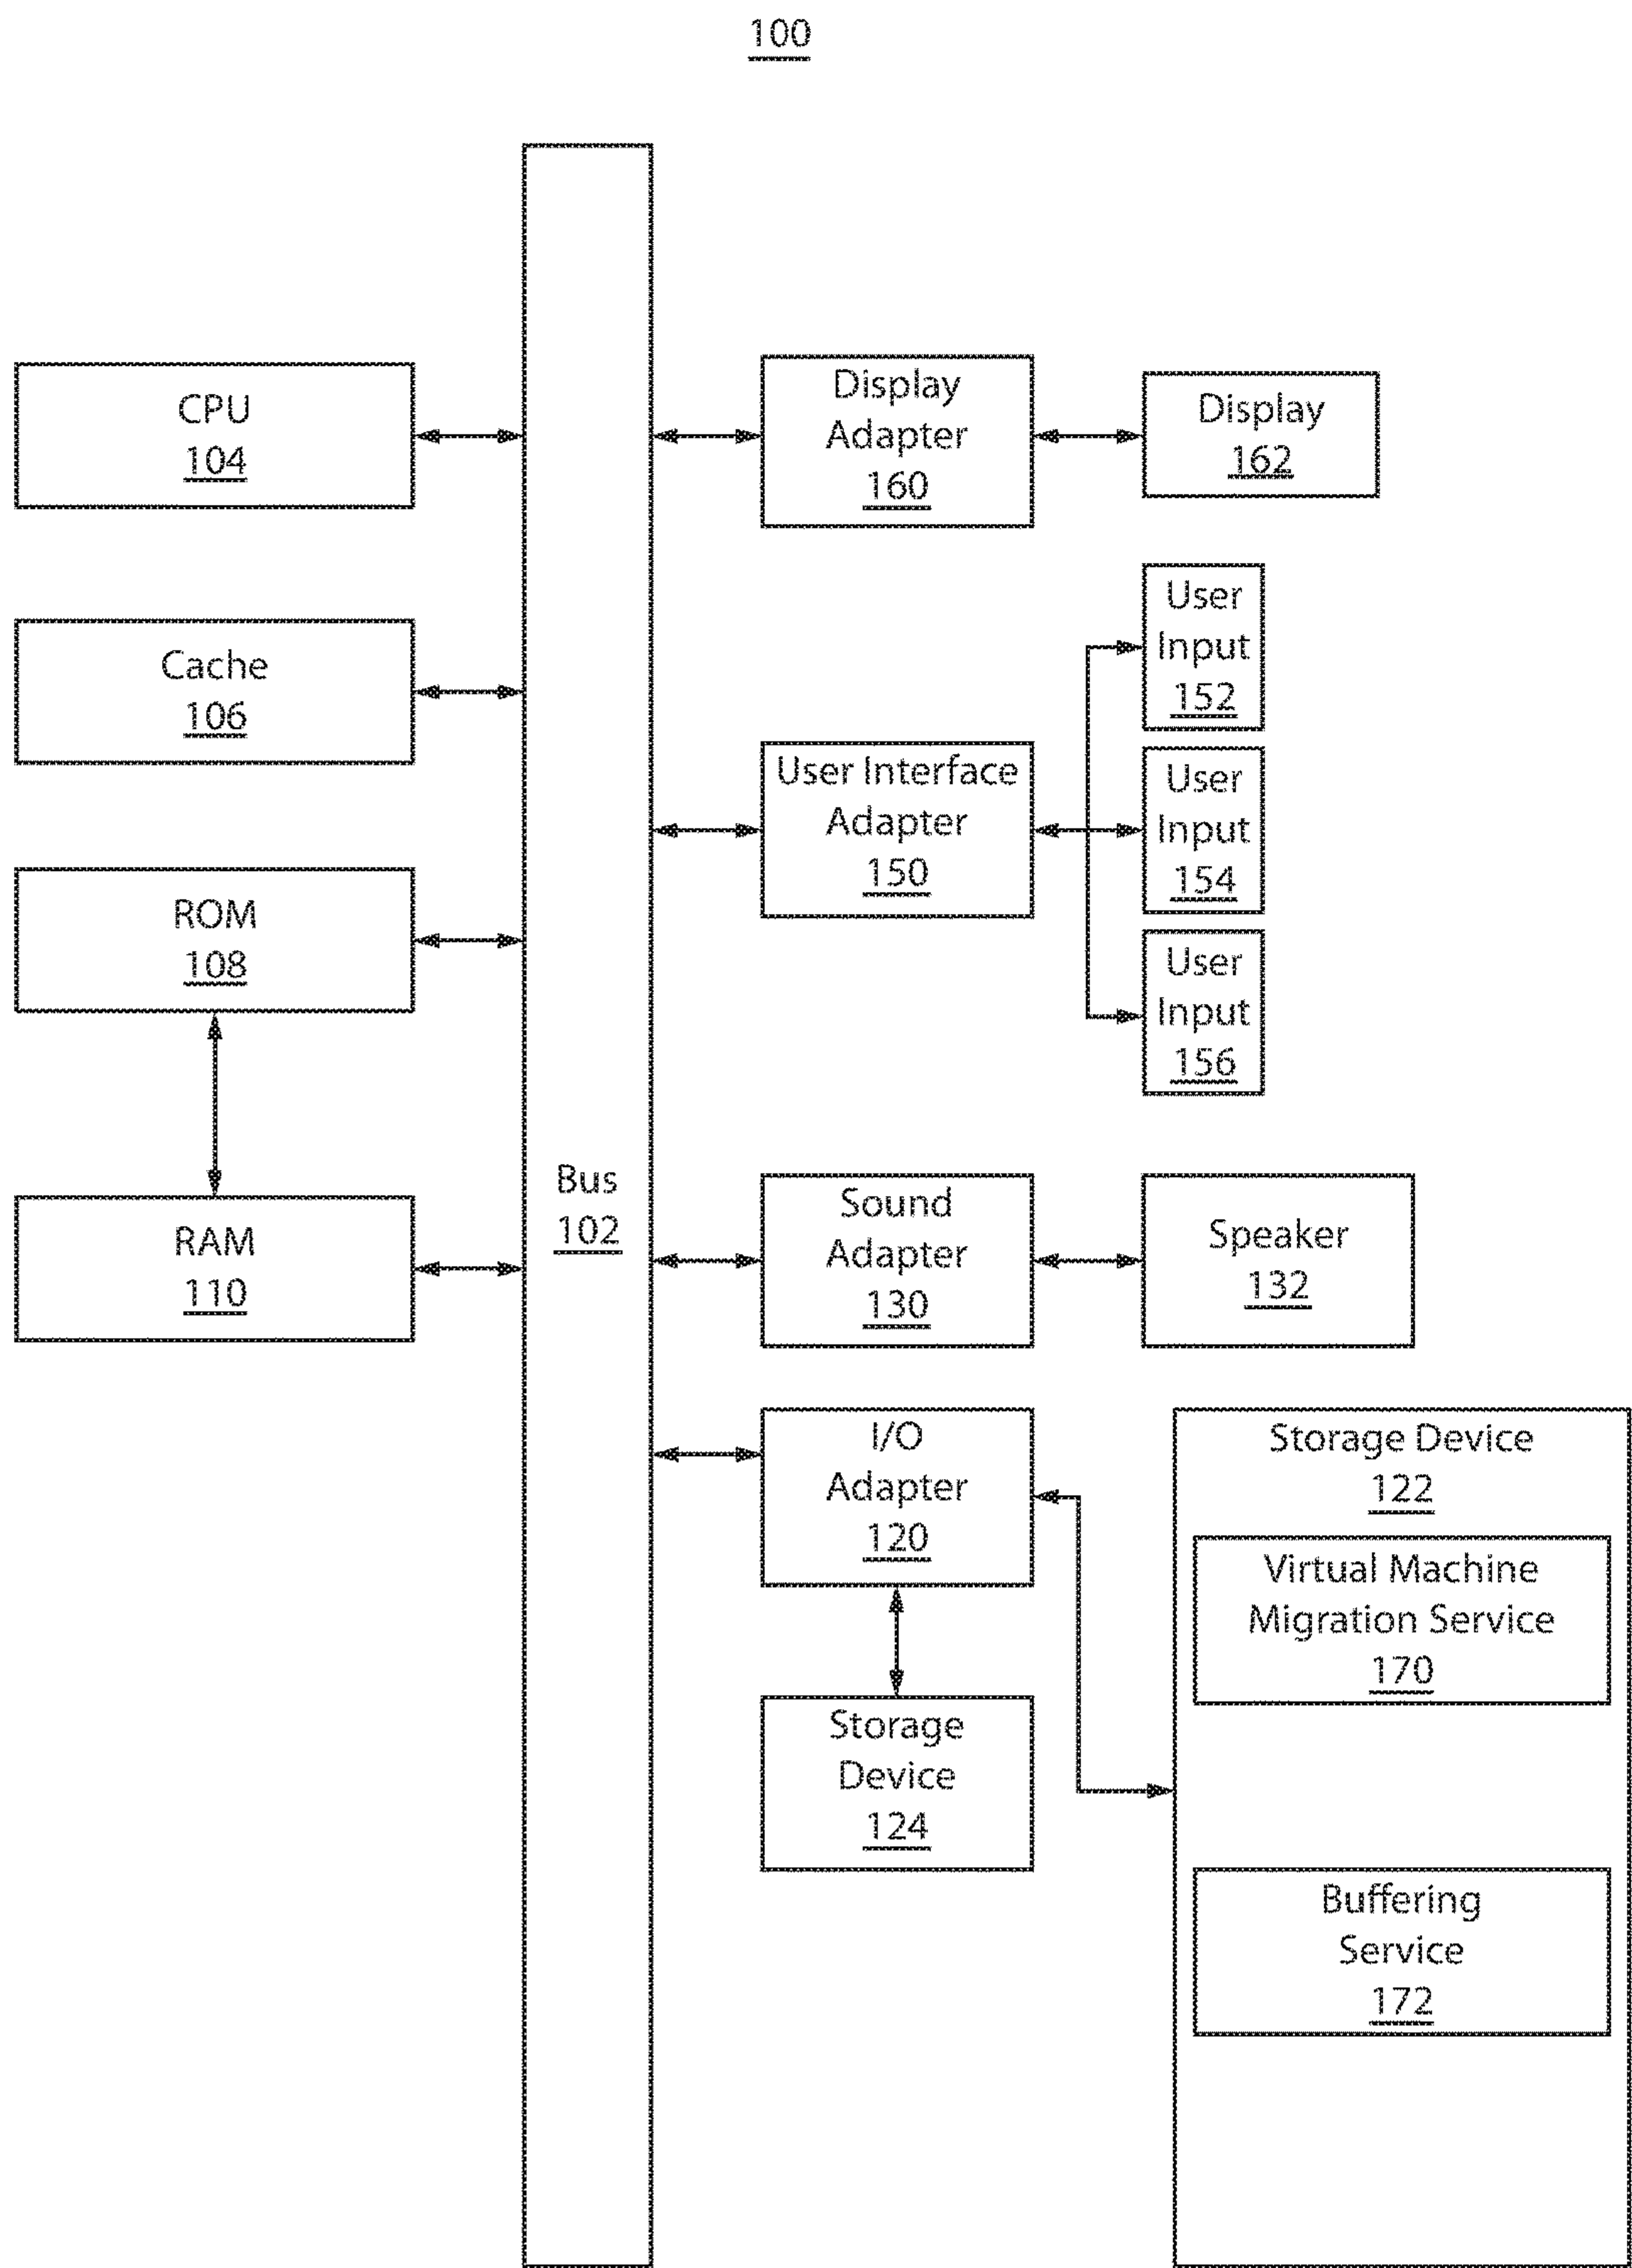 100
CPU
104
Cache
106
ROM
108
RAM
110
Bus
102
Display
Adapter
160
Display
162
User Interface
Adapter
150
User
Input
152
User
Input
154
User
Input
156
Sound
Adapter
130
Speaker
132
I/O
Adapter
120
Storage
Device
124
Storage Device
122
Virtual Machine
Migration Service
170
Buffering
Service
172